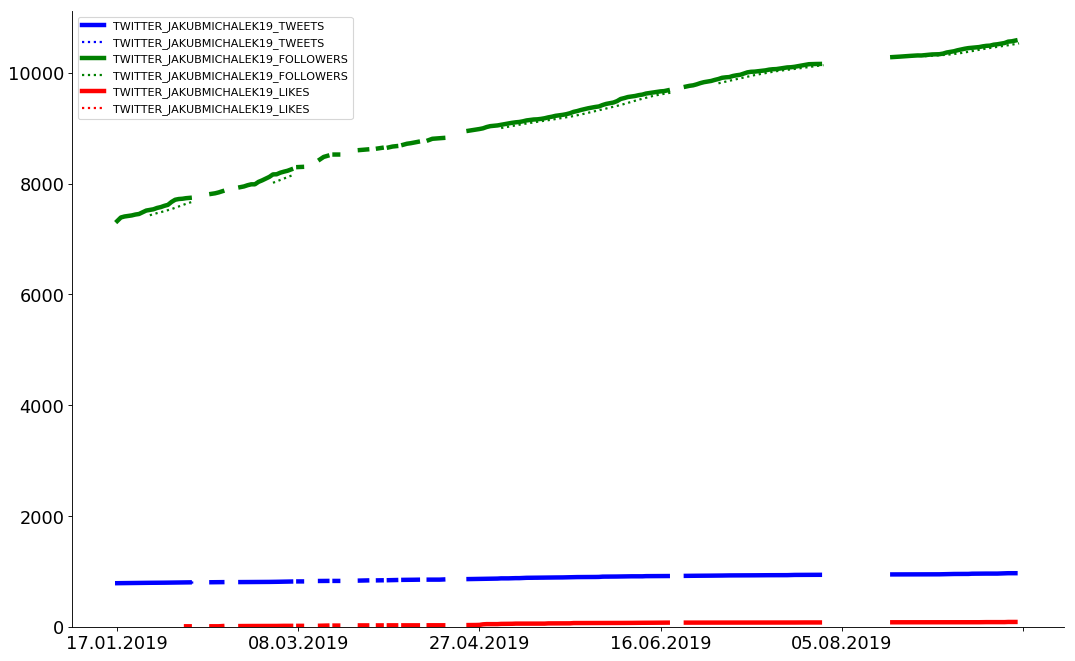 TWITTER_JAKUBMICHALEK19_TWEETS
TWITTER_JAKUBMICHALEK19_TWEETS
TWITTER_JAKUBMICHALEK19_FOLLOWERS
TWITTER_JAKUBMICHALEK19_FOLLOWERS
TWITTER_JAKUBMICHALEK19_LIKES
TWITTER_JAKUBMICHALEK19_LIKES
10000
8000
6000
4000
2000
0
17.01.2019 08.03.2019 27.04.2019 16.06.2019 05.08.2019